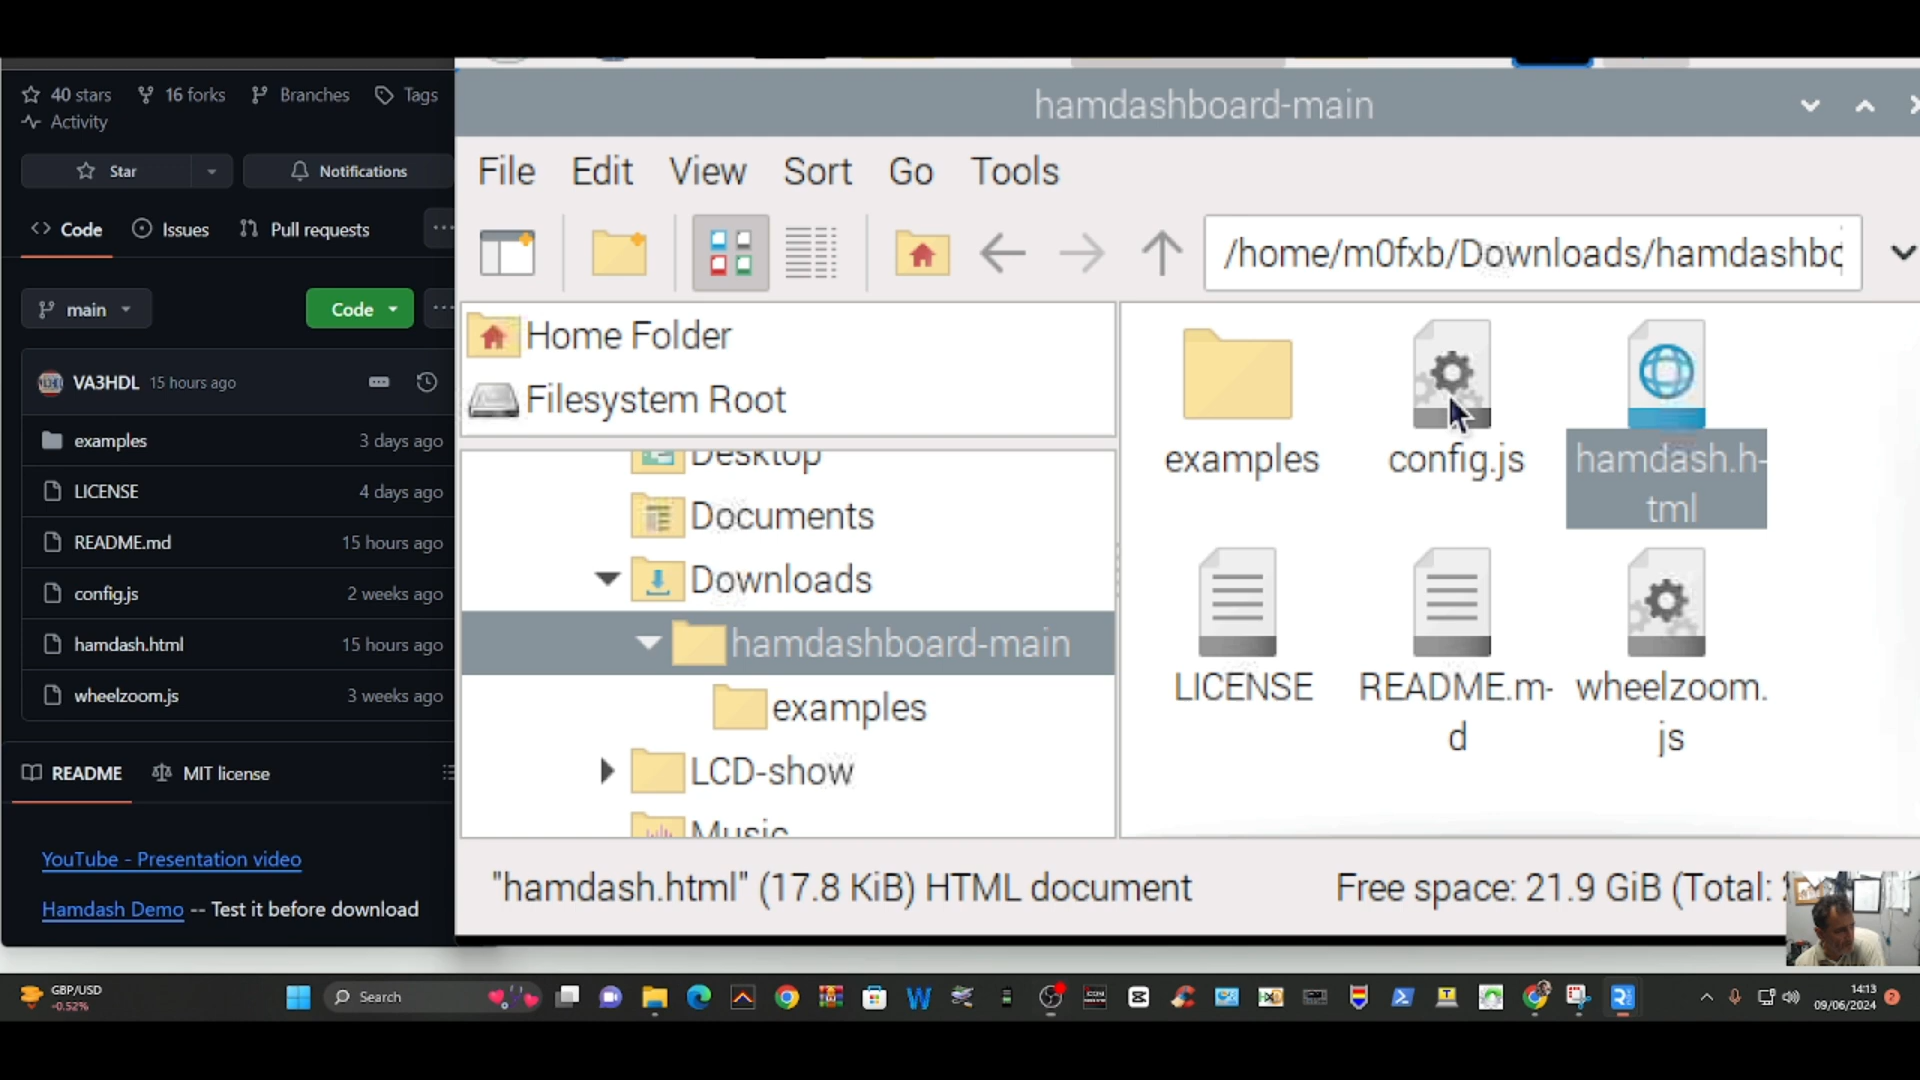 40 stars 16 forks Branches Tags
Activity
Star Notifications
Code Issues Pull requests
main Code
VA3HDL 15 hours ago
examples 3 days ago
LICENSE 4 days ago
README.md 15 hours ago
config.js 2 weeks ago
hamdash.html 15 hours ago
wheelzoom.js 3 weeks ago
README MIT license
YouTube - Presentation video
Hamdash Demo -- Test it before download
hamdashboard-main
File Edit View Sort Go Tools
/home/m0fxb/Downloads/hamdashbo
Home Folder
Filesystem Root
Desktop
Documents
Downloads
hamdashboard-main
examples
LCD-show
Music
examples
config.js
hamdash.h-
tml
LICENSE
README.m-
d
wheelzoom.
js
"hamdash.html" (17.8 KiB) HTML document Free space: 21.9 GiB (Total:
GBP/USD
-0.52%
Search
14:13
09/06/2024
2